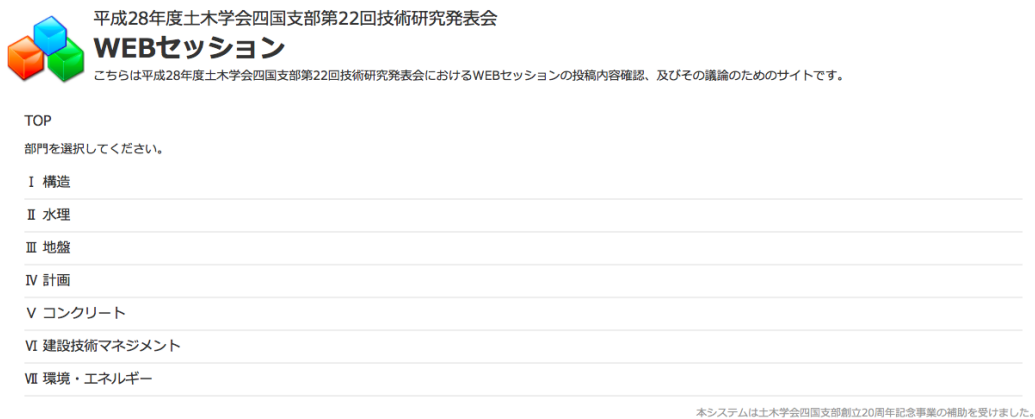 平成28年度土木学会四国支部第22回技術研究発表会
WEBセッション
こちらは平成28年度土木学会四国支部第22回技術研究発表会におけるWEBセッションの投稿内容確認、及びその議論のためのサイトです。
TOP
部門を選択してください。
Ⅰ 構造
Ⅱ 水理
Ⅲ 地盤
Ⅳ 計画
Ⅴ コンクリート
Ⅵ 建設技術マネジメント
Ⅶ 環境・エネルギー
本システムは土木学会四国支部創立20周年記念事業の補助を受けました。